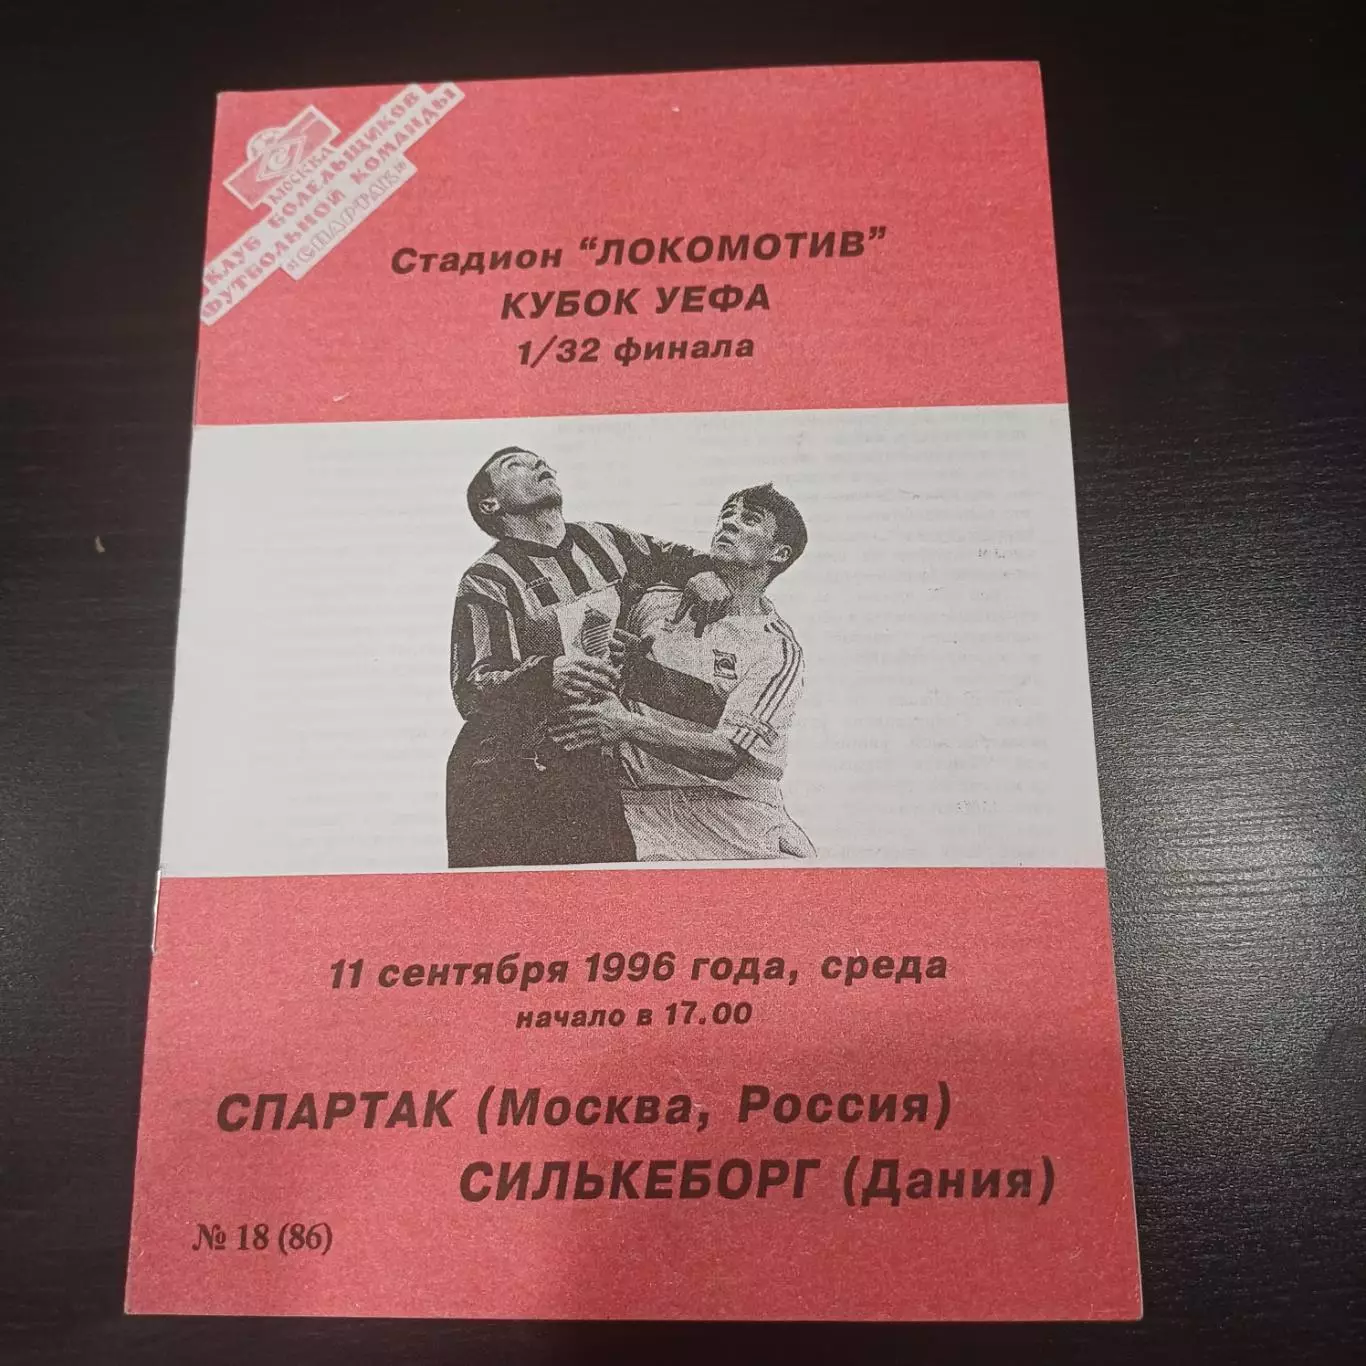 МОСКВА
КЛУБ БОЛЕЛЬЩИКОВ
ФУТБОЛЬНОЙ КОМАНДЫ
"СПАРТАК"
Стадион “ЛОКОМОТИВ”
КУБОК УЕФА
1/32 финала
11 сентября 1996 года, среда
начало в 17.00
СПАРТАК (Москва, Россия)
СИЛЬКЕБОРГ (Дания)
№ 18 (86)